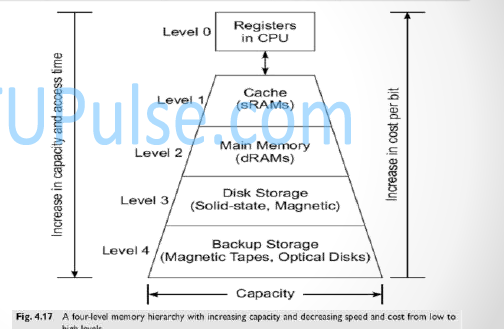 Level 0
Registers
in CPU
Increase in capacity and access time
Level 1
Cache
(sRAMs)
TUPulse.com
Level 2
Main Memory
(dRAMs)
Increase in cost per bit
Level 3
Disk Storage
(Solid-state, Magnetic)
Level 4
Backup Storage
(Magnetic Tapes, Optical Disks)
Capacity
Fig. 4.17 A four-level memory hierarchy with increasing capacity and decreasing speed and cost from low to
high levels